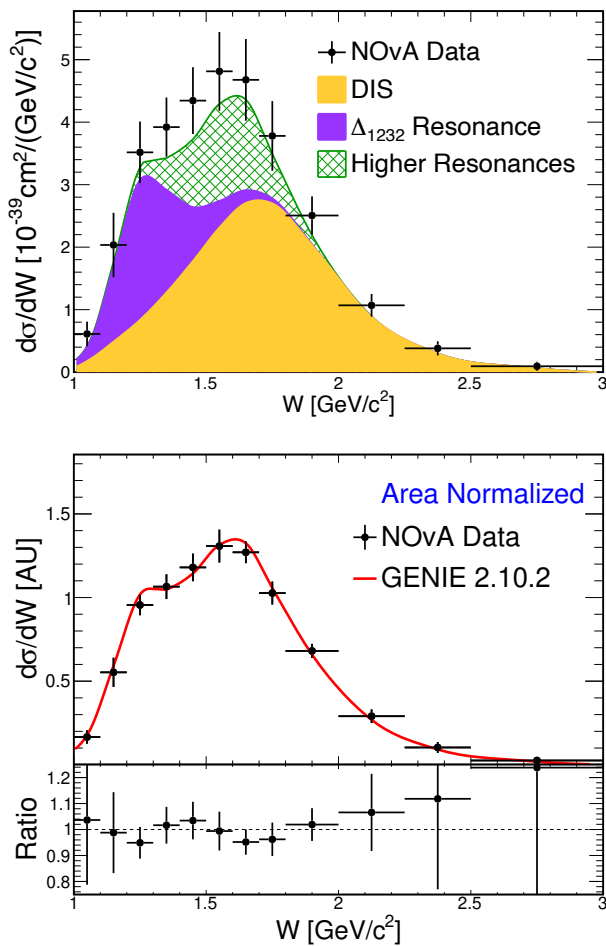 dσ/dW [10⁻³⁹cm²/(GeV/c²)]
5
4
3
2
1
0
NOvA Data
DIS
Δ₁₂₃₂ Resonance
Higher Resonances
1 1.5 2 2.5 3
W [GeV/c²]
dσ/dW [AU]
1.5
1
0.5
Area Normalized
NOvA Data
GENIE 2.10.2
Ratio
1.2
1.1
1
0.9
0.8
1 1.5 2 2.5 3
W [GeV/c²]